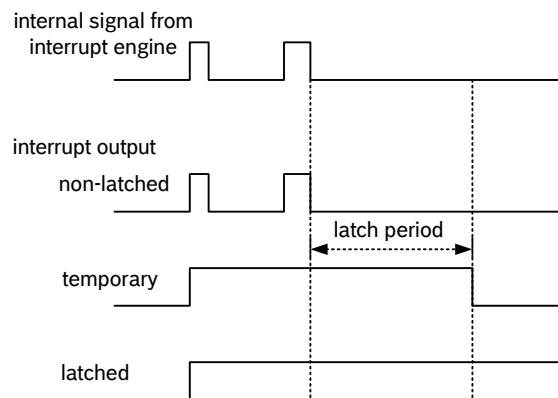 internal signal from
interrupt engine
interrupt output
non-latched
latch period
temporary
latched